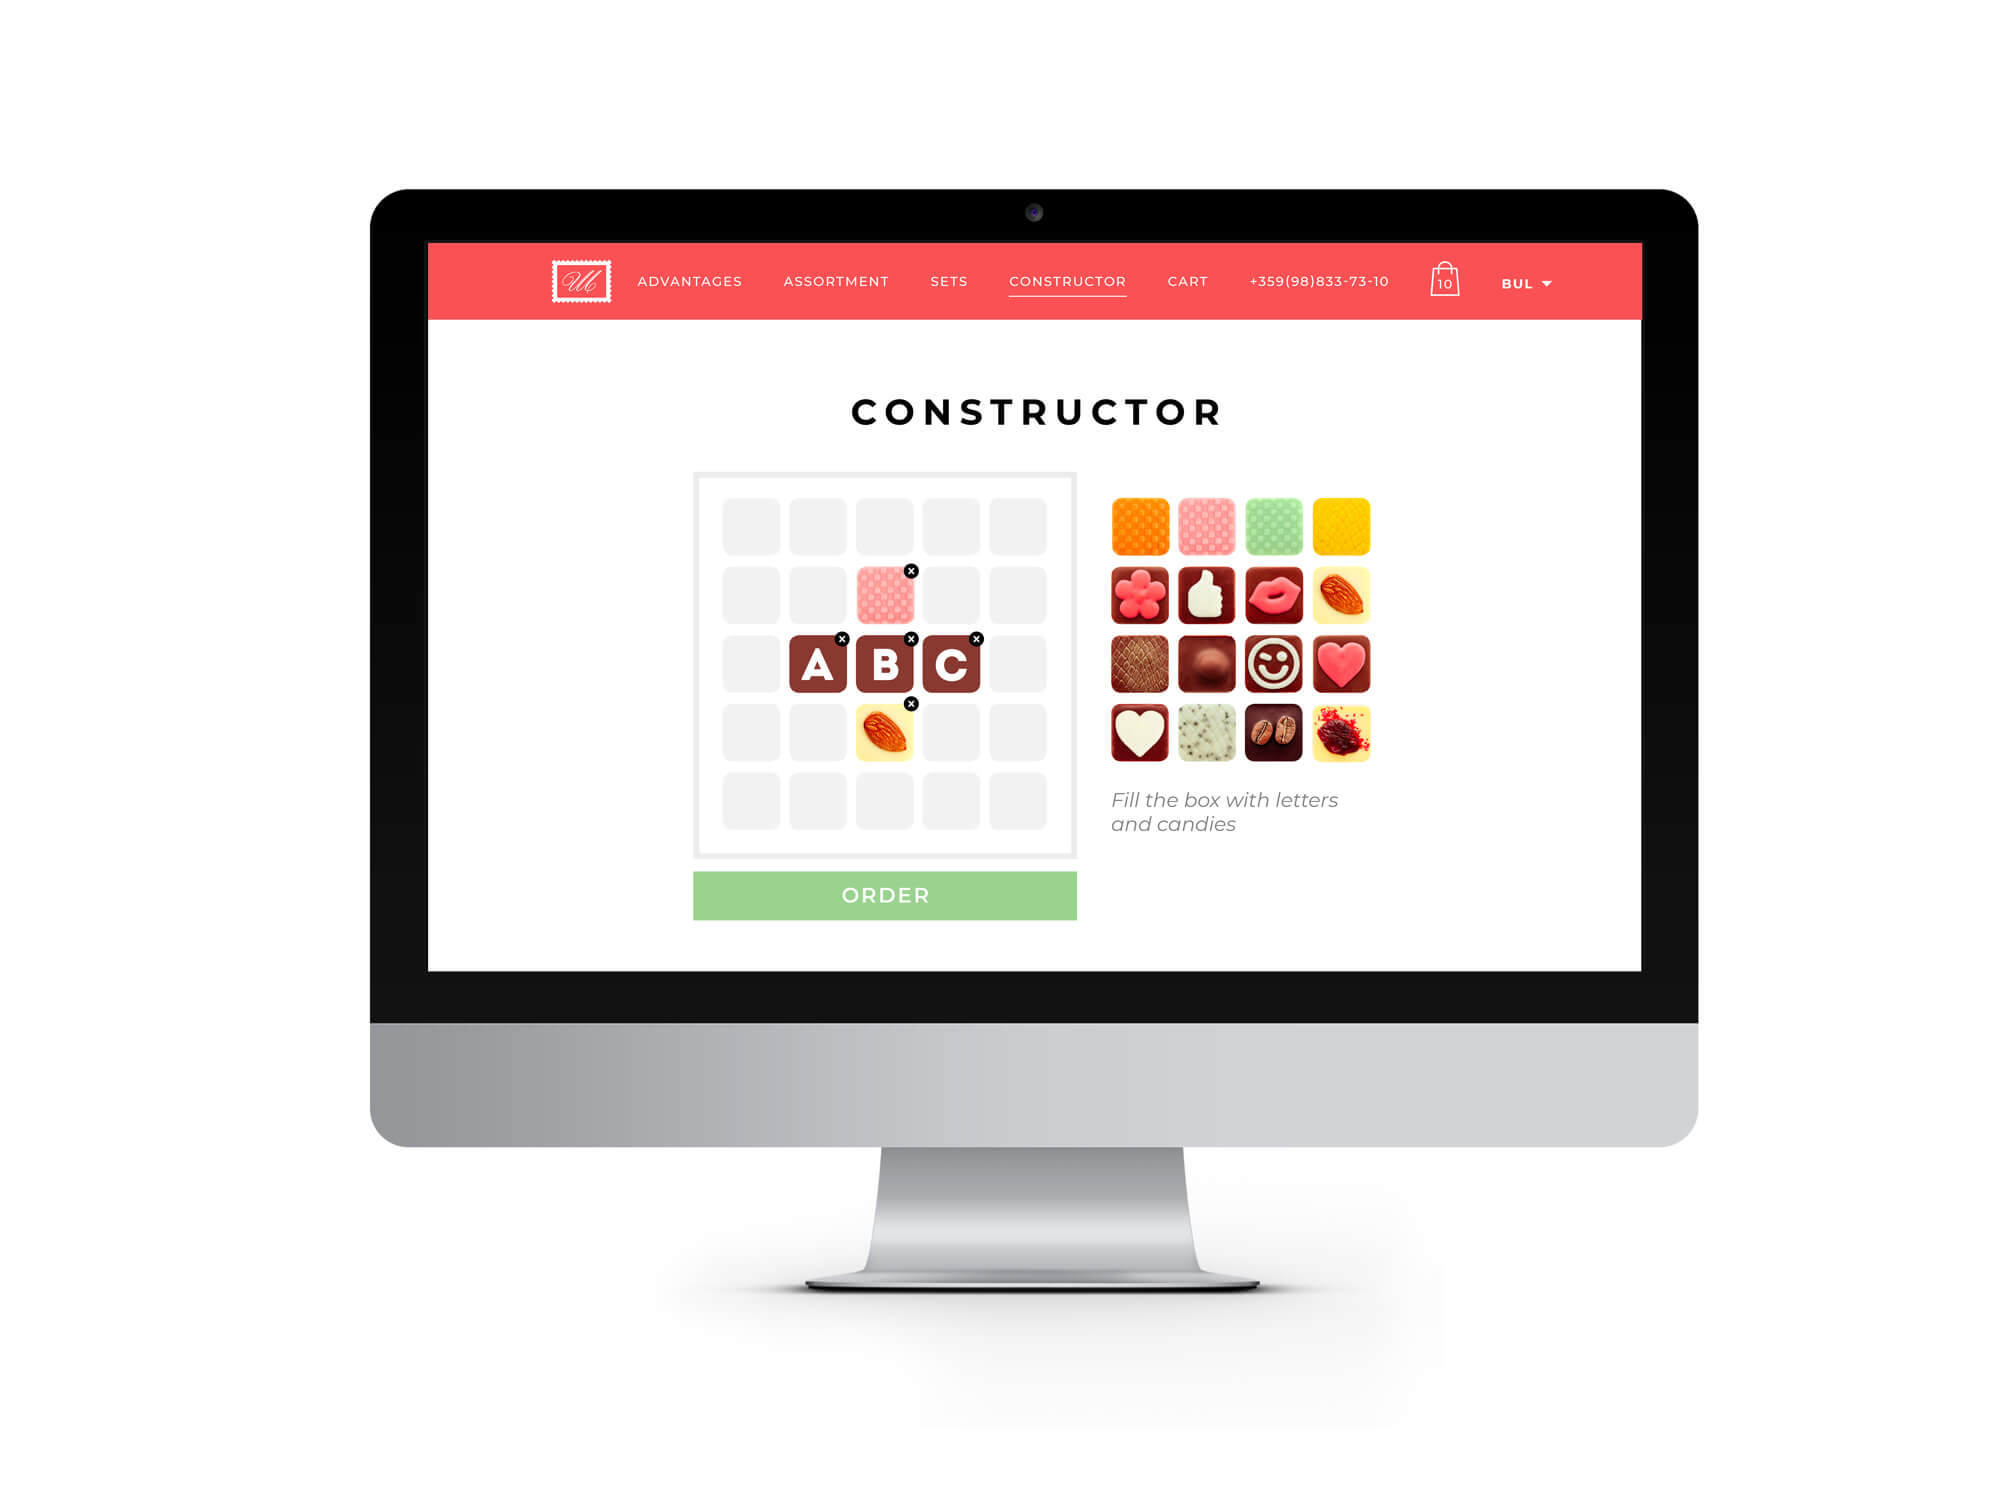 ADVANTAGES
ASSORTMENT
SETS
CONSTRUCTOR
CART
+359(98)833-73-10
10
BUL
CONSTRUCTOR
A B C
ORDER
Fill the box with letters
and candies